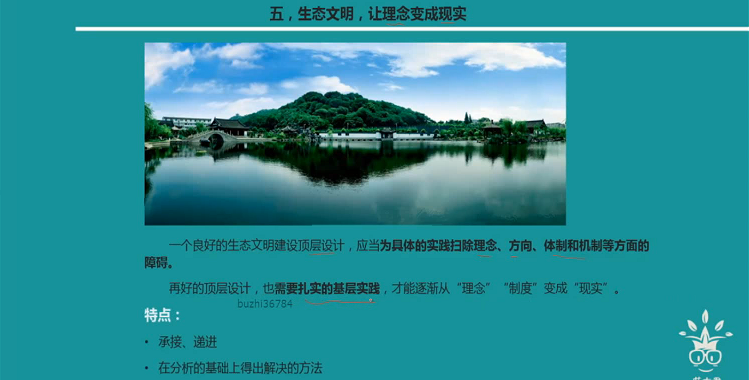 五，生态文明，让理念变成现实
一个良好的生态文明建设顶层设计，应当为具体的实践扫除理念、方向、体制和机制等方面的
障碍。
再好的顶层设计，也需要扎实的基层实践，才能逐渐从“理念”“制度”变成“现实”。
buzhi36784
特点：
• 承接、递进
• 在分析的基础上得出解决的方法